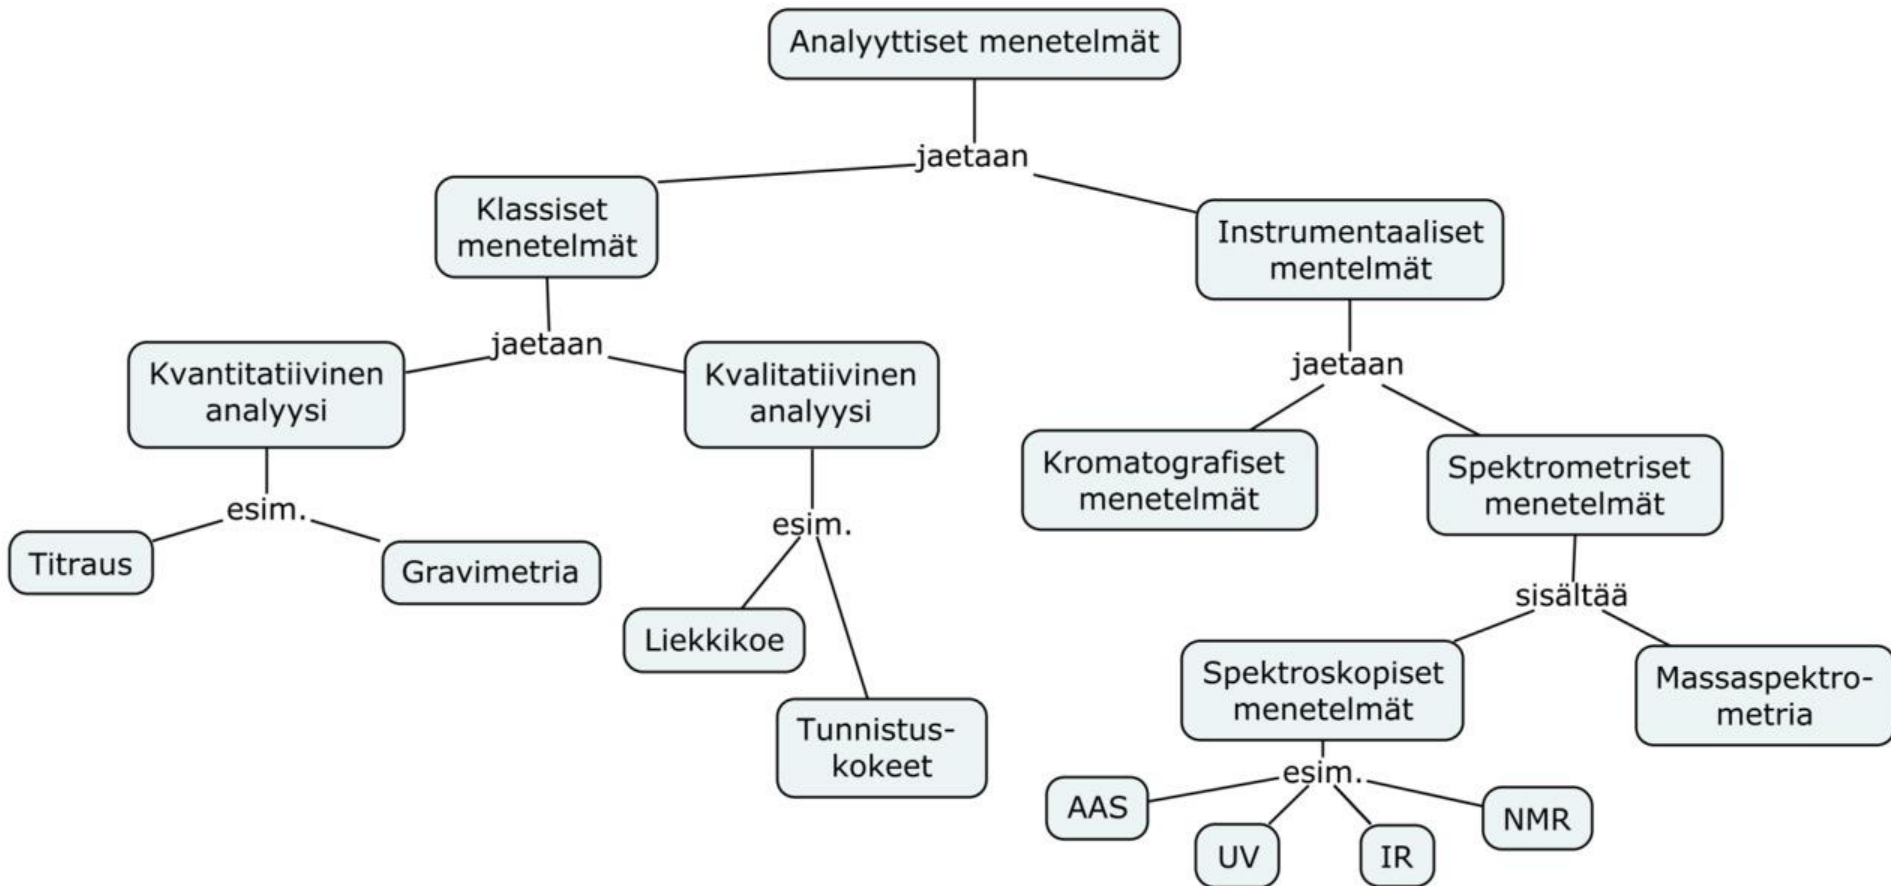 Analyyttiset menetelmät
jaetaan
Klassiset
menetelmät
Instrumentaaliset
mentelmät
jaetaan
jaetaan
Kvantitatiivinen
analyysi
Kvalitatiivinen
analyysi
Kromatografiset
menetelmät
Spektrometriset
menetelmät
esim.
esim.
Titraus
Gravimetria
Liekkikoe
Tunnistus-
kokeet
sisältää
Spektroskopiset
menetelmät
Massaspektro-
metria
esim.
AAS
UV
IR
NMR